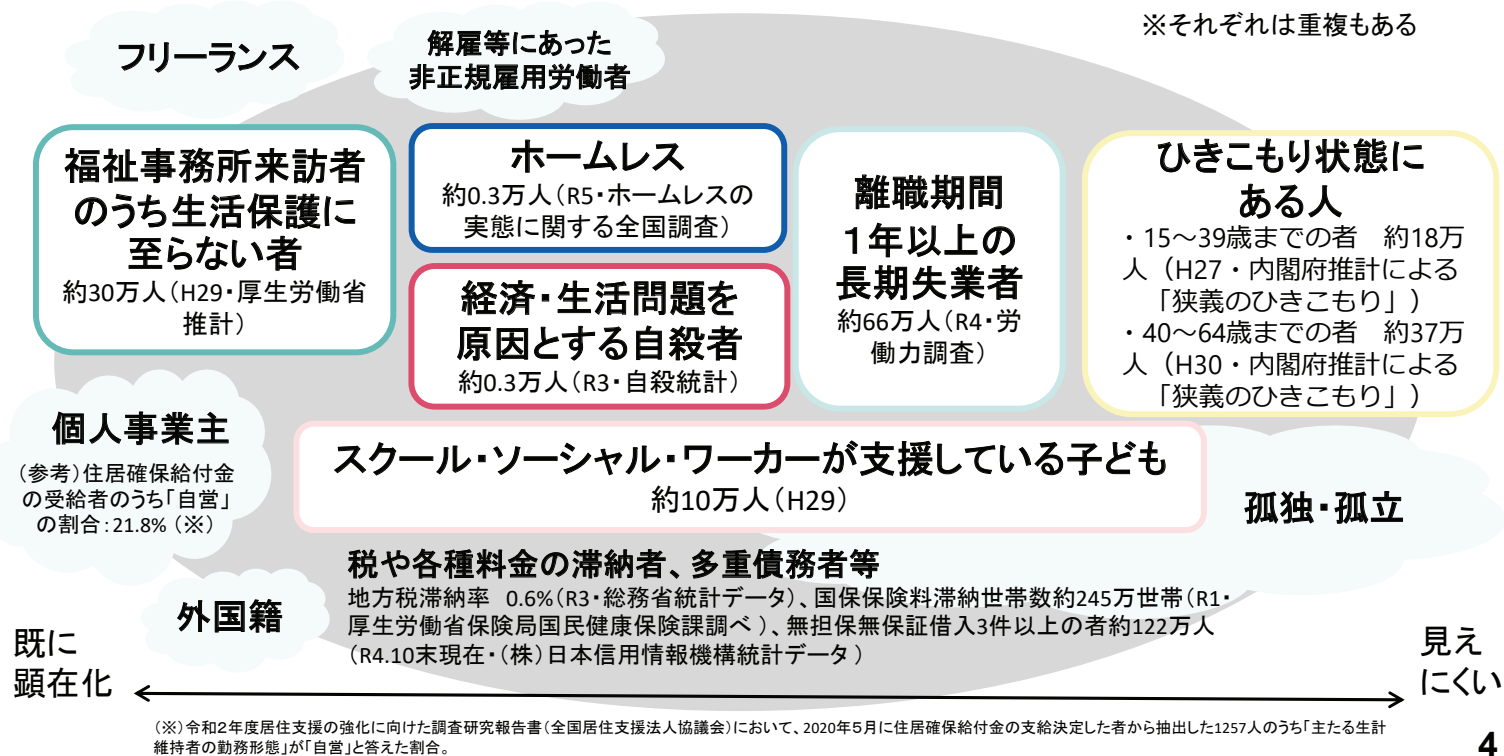 ※それぞれは重複もある
フリーランス
解雇等にあった
非正規雇用労働者
福祉事務所来訪者
のうち生活保護に
至らない者
約30万人(H29・厚生労働省
推計)
ホームレス
約0.3万人(R5・ホームレスの
実態に関する全国調査)
経済・生活問題を
原因とする自殺者
約0.3万人(R3・自殺統計)
離職期間
1年以上の
長期失業者
約66万人(R4・労
働力調査)
ひきこもり状態に
ある人
・15～39歳までの者 約18万
人(H27・内閣府推計による
「狭義のひきこもり」)
・40～64歳までの者 約37万
人(H30・内閣府推計による
「狭義のひきこもり」)
個人事業主
(参考)住居確保給付金
の受給者のうち「自営」
の割合:21.8%(※)
スクール・ソーシャル・ワーカーが支援している子ども
約10万人(H29)
孤独・孤立
外国籍
税や各種料金の滞納者、多重債務者等
地方税滞納率 0.6%(R3・総務省統計データ)、国保保険料滞納世帯数約245万世帯(R1・
厚生労働省保険局国民健康保険課調べ)、無担保無保証借入3件以上の者約122万人
(R4.10末現在・(株)日本信用情報機構統計データ)
既に
顕在化
見え
にくい
(※)令和2年度居住支援の強化に向けた調査研究報告書(全国居住支援法人協議会)において、2020年5月に住居確保給付金の支給決定した者から抽出した1257人のうち「主たる生計
維持者の勤務形態」が「自営」と答えた割合。
4